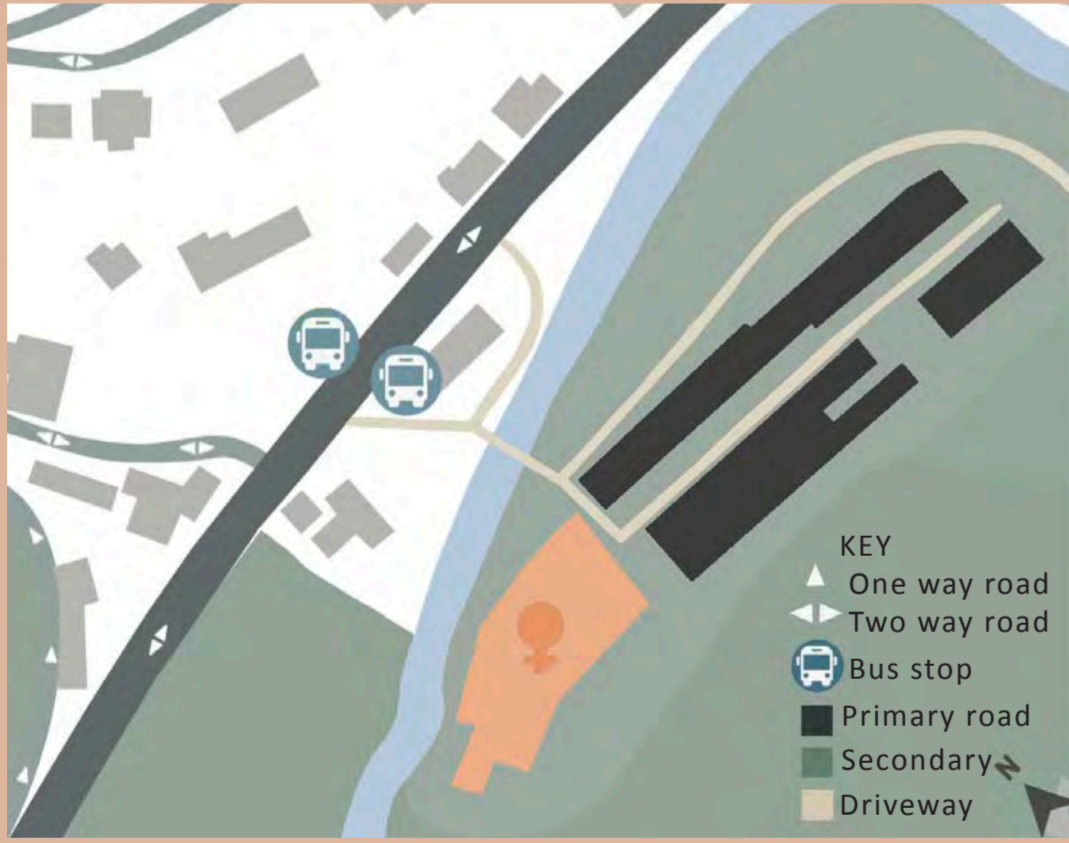 KEY
One way road
Two way road
Bus stop
Primary road
Secondary
N
Driveway